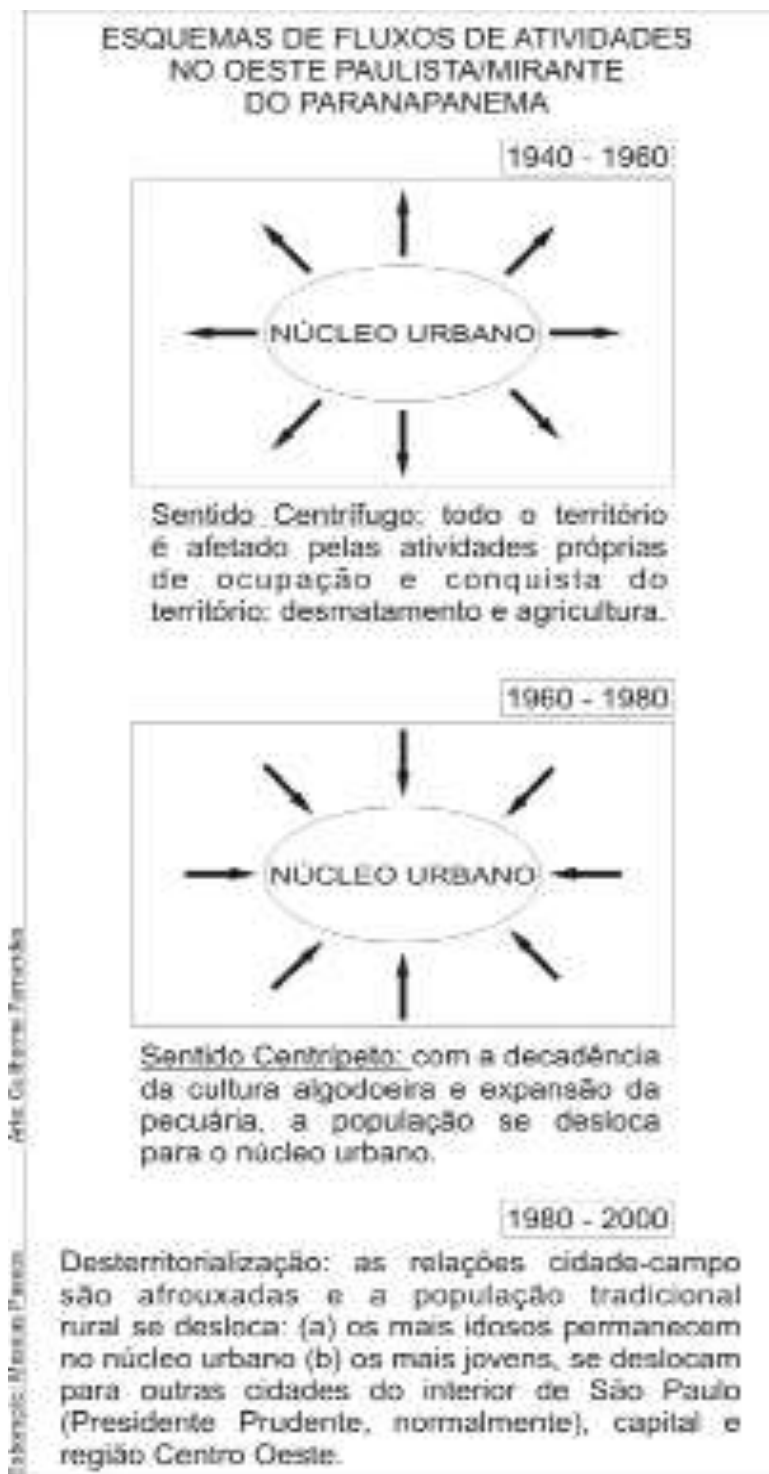 ESQUEMAS DE FLUXOS DE ATIVIDADES
NO OESTE PAULISTA/MIRANTE
DO PARANAPANEMA
1940 - 1960
NÚCLEO URBANO
Sentido Centrífugo: todo o território
é afetado pelas atividades próprias
de ocupação e conquista do
território: desmatamento e agricultura.
1960 - 1980
NÚCLEO URBANO
Sentido Centrípeto: com a decadência
da cultura algodoeira e expansão da
pecuária, a população se desloca
para o núcleo urbano.
1980 - 2000
Desterritorialização: as relações cidade-campo
são afrouxadas e a população tradicional
rural se desloca: (a) os mais idosos permanecem
no núcleo urbano (b) os mais jovens, se deslocam
para outras cidades do interior de São Paulo
(Presidente Prudente, normalmente), capital e
região Centro Oeste.